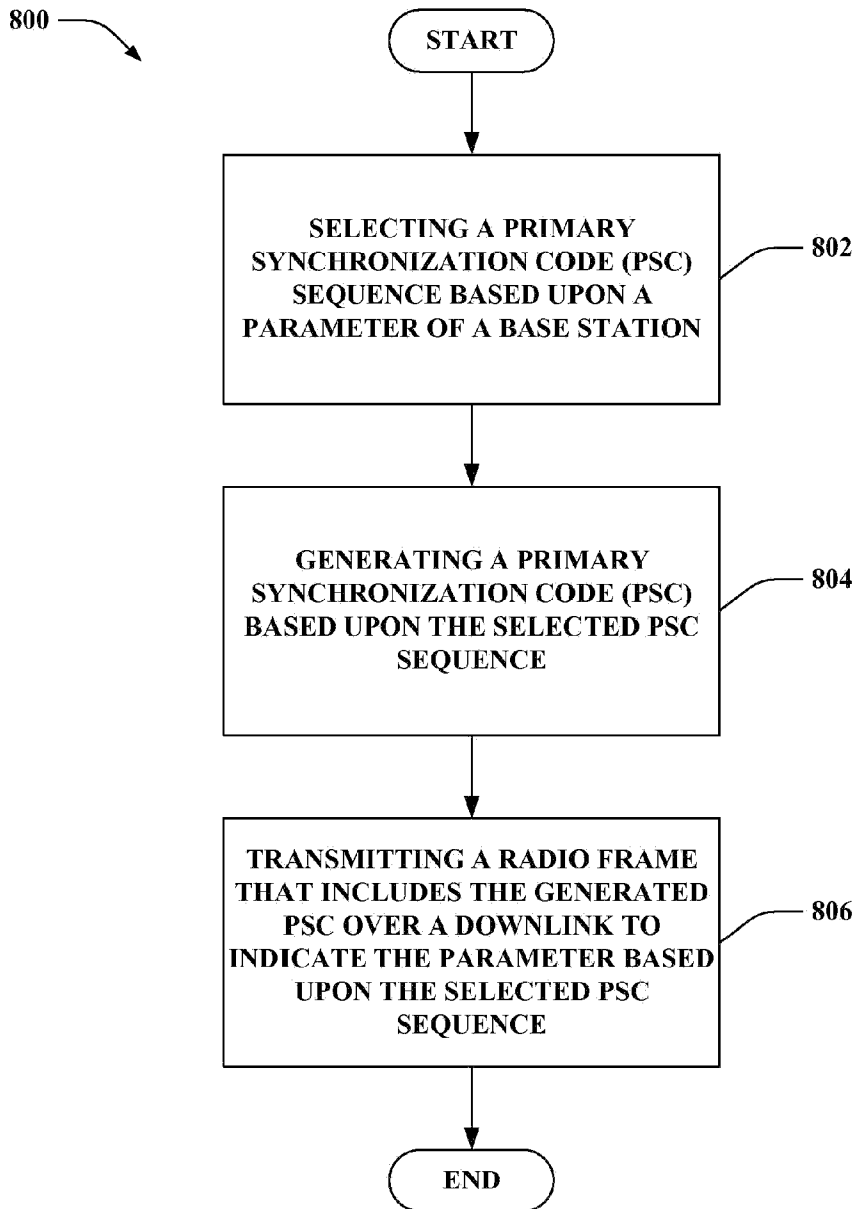 800
START
SELECTING A PRIMARY
SYNCHRONIZATION CODE (PSC)
SEQUENCE BASED UPON A
PARAMETER OF A BASE STATION
802
GENERATING A PRIMARY
SYNCHRONIZATION CODE (PSC)
BASED UPON THE SELECTED PSC
SEQUENCE
804
TRANSMITTING A RADIO FRAME
THAT INCLUDES THE GENERATED
PSC OVER A DOWNLINK TO
INDICATE THE PARAMETER BASED
UPON THE SELECTED PSC
SEQUENCE
806
END